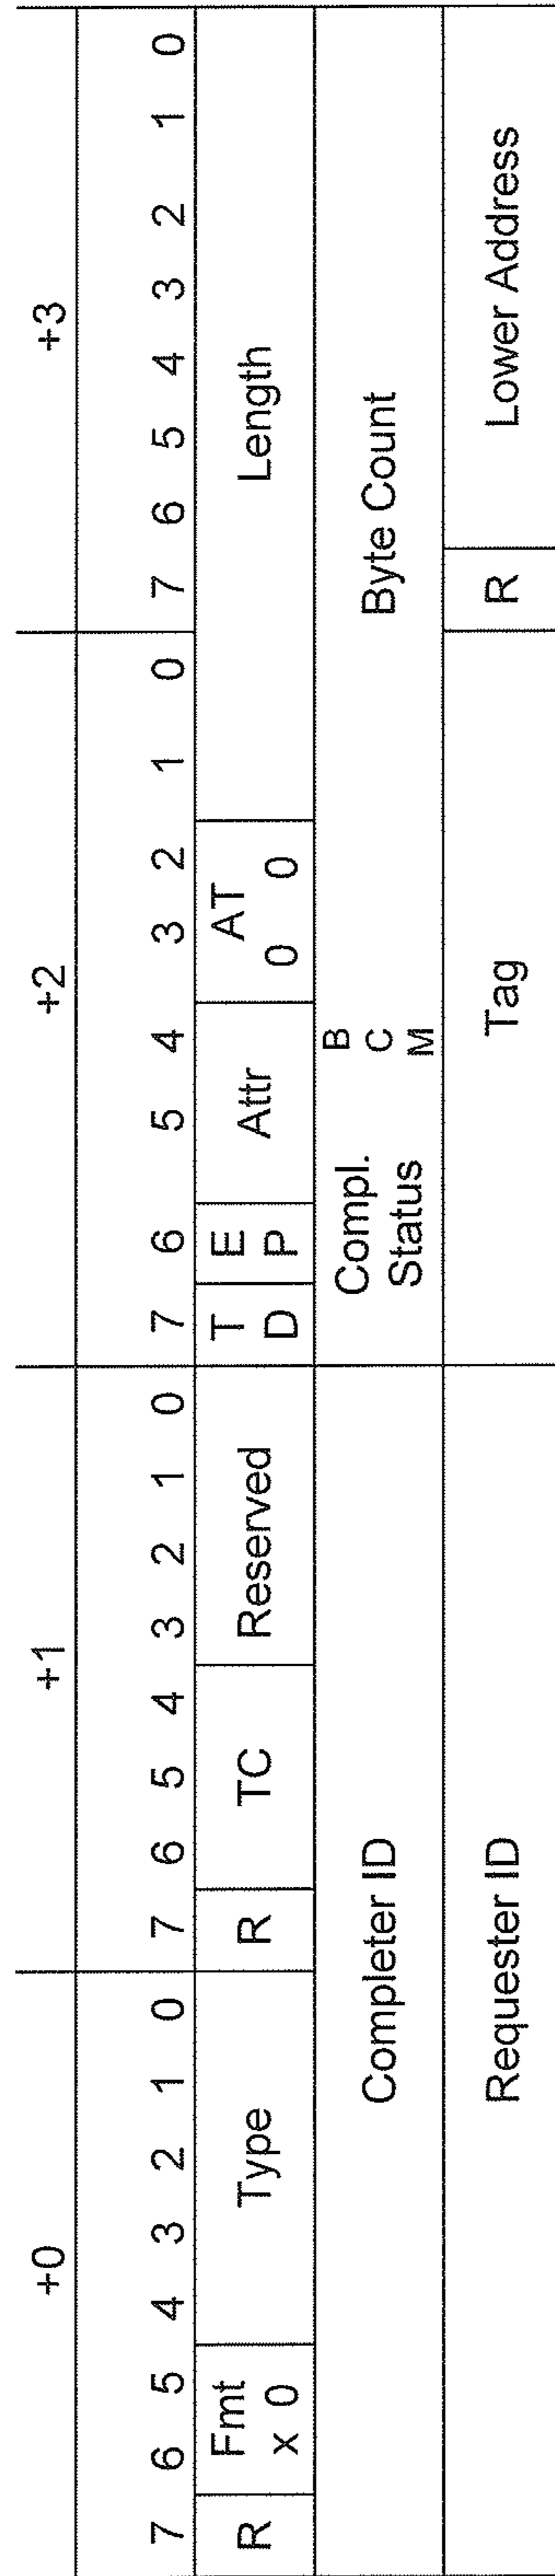 +0 +1 +2 +3
7 6 5 4 3 2 1 0 7 6 5 4 3 2 1 0 7 6 5 4 3 2 1 0 7 6 5 4 3 2 1 0
R Fmt x 0 Type R TC Reserved T D E P Attr AT 0 0 Length
Completer ID Compl. Status B C M Byte Count
Requester ID Tag R Lower Address